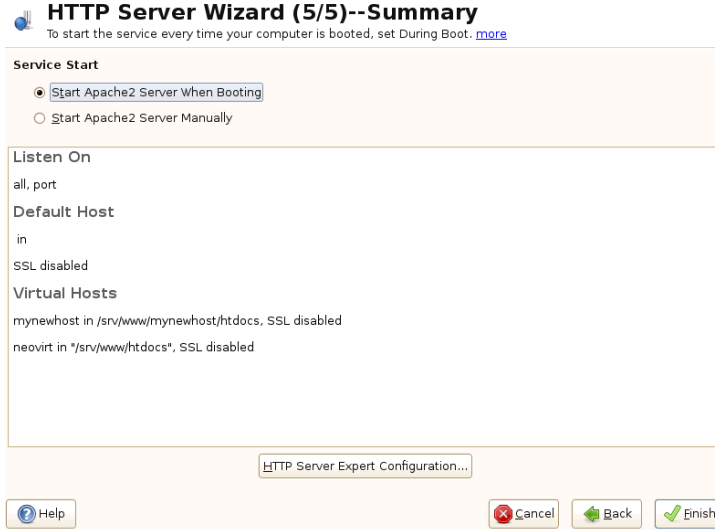 HTTP Server Wizard (5/5)--Summary
To start the service every time your computer is booted, set During Boot. more
Service Start
Start Apache2 Server When Booting
Start Apache2 Server Manually
Listen On
all, port
Default Host
in
SSL disabled
Virtual Hosts
mynewhost in /srv/www/mynewhost/htdocs, SSL disabled
neovirt in "/srv/www/htdocs", SSL disabled
HTTP Server Expert Configuration...
Help
Cancel
Back
Finish